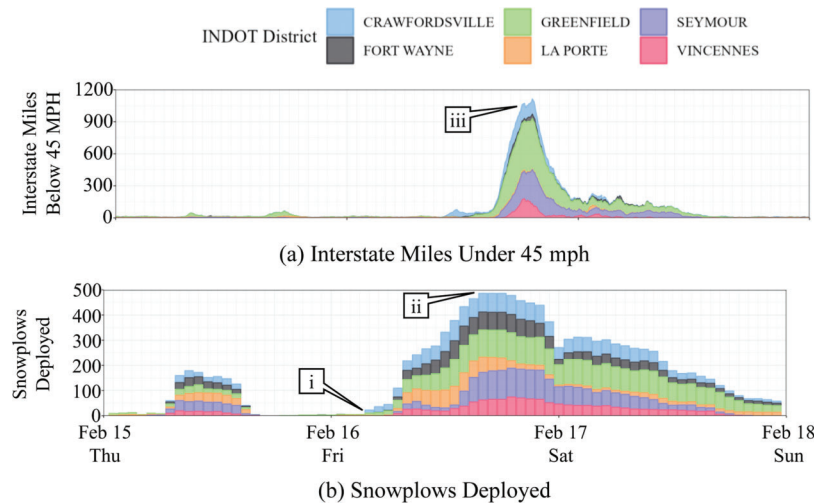 INDOT District
CRAWFORDSVILLE GREENFIELD SEYMOUR
FORT WAYNE LA PORTE VINCENNES
Interstate Miles
Below 45 MPH
1200
900
600
300
0
iii
(a) Interstate Miles Under 45 mph
Snowplows
Deployed
500
400
300
200
100
0
i
ii
Feb 15 Feb 16 Feb 17 Feb 18
Thu Fri Sat Sun
(b) Snowplows Deployed